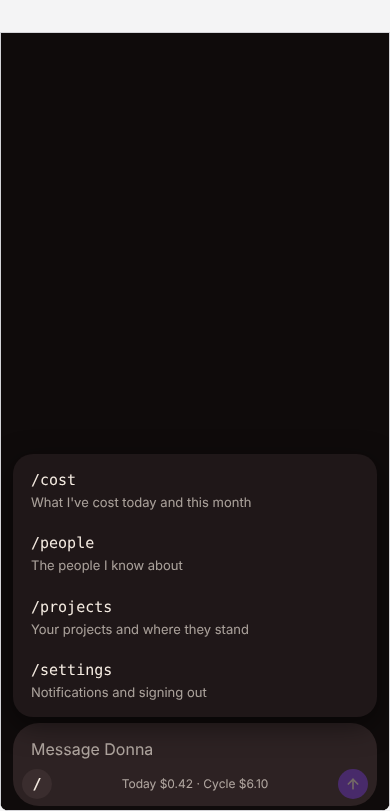 /cost
What I've cost today and this month
/people
The people I know about
/projects
Your projects and where they stand
/settings
Notifications and signing out
Message Donna
/
Today $0.42 · Cycle $6.10